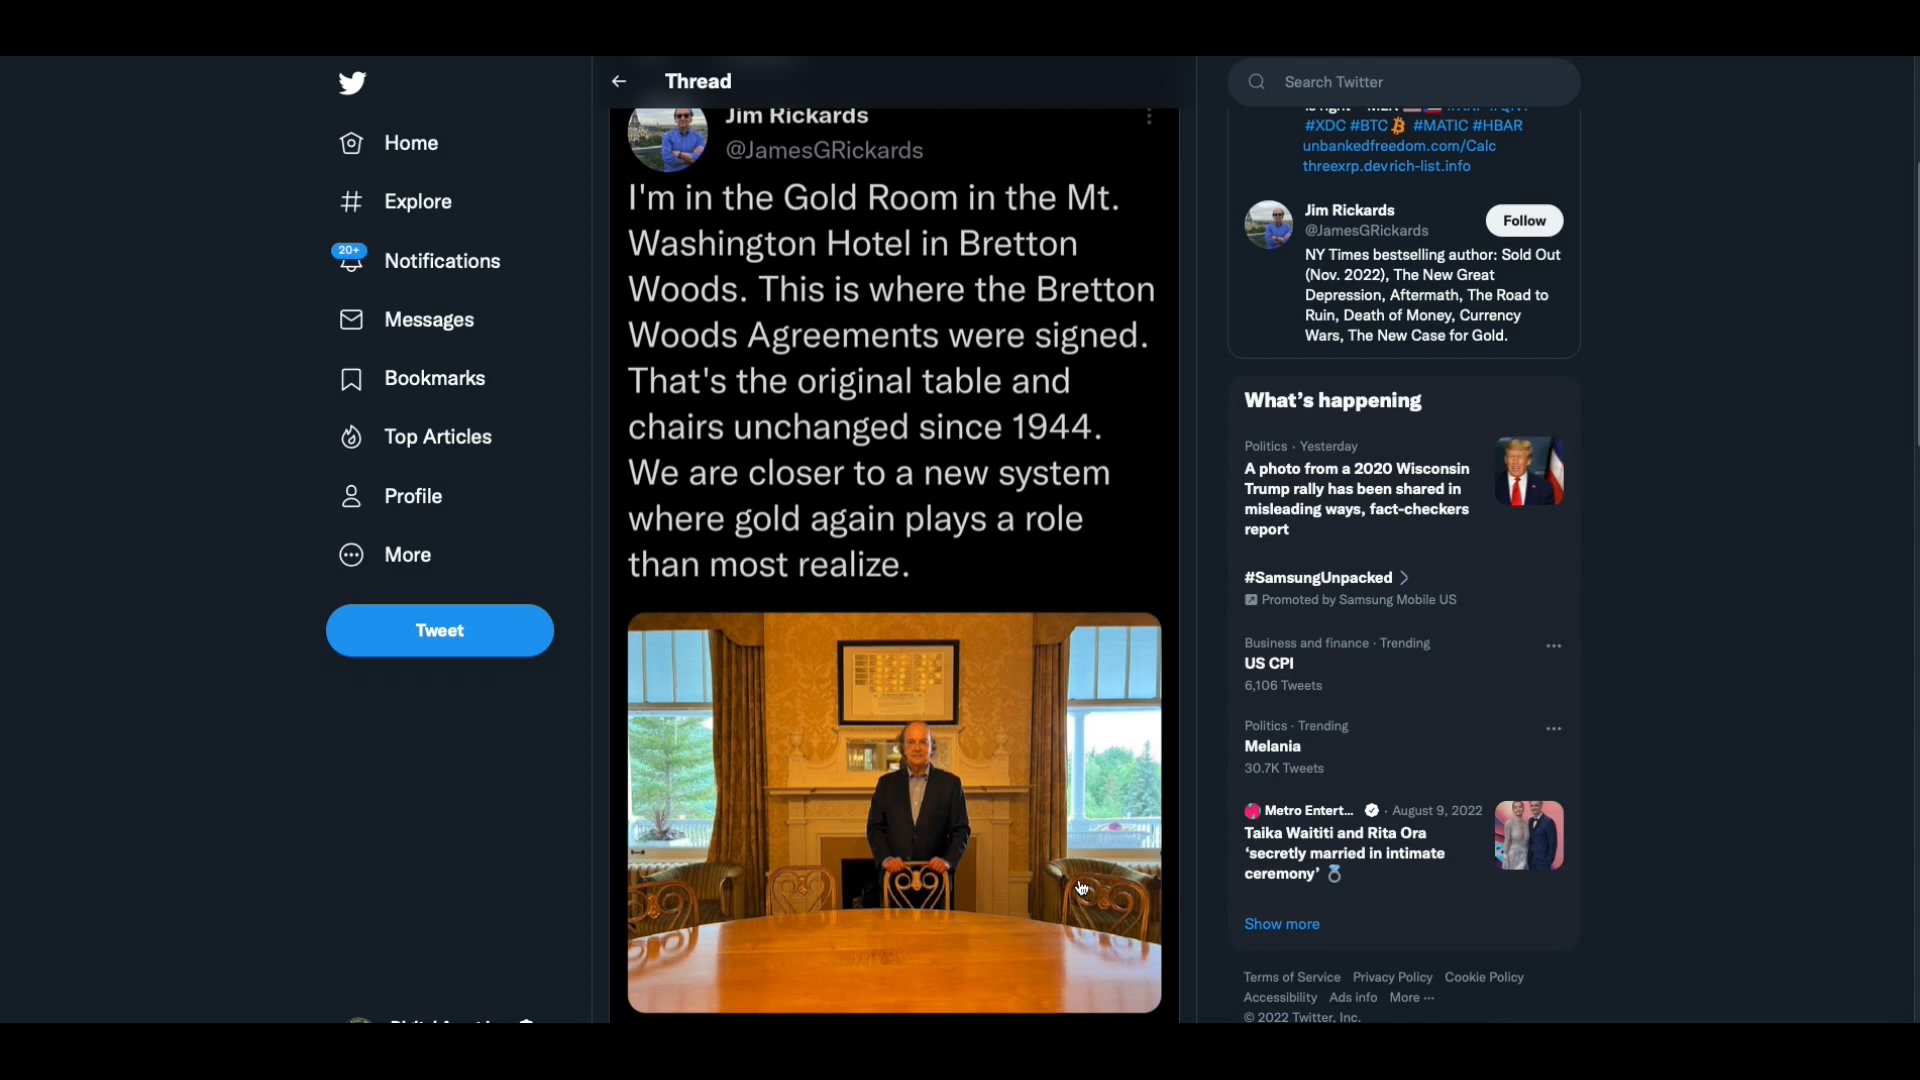 Home
Explore
20+
Notifications
Messages
Bookmarks
Top Articles
Profile
More
Tweet
Thread
Jim Rickards
@JamesGRickards
I'm in the Gold Room in the Mt.
Washington Hotel in Bretton
Woods. This is where the Bretton
Woods Agreements were signed.
That's the original table and
chairs unchanged since 1944.
We are closer to a new system
where gold again plays a role
than most realize.
Search Twitter
#XDC #BTC #MATIC #HBAR
unbankedfreedom.com/Calc
threexrp.devrich-list.info
Jim Rickards
@JamesGRickards
Follow
NY Times bestselling author: Sold Out
(Nov. 2022), The New Great
Depression, Aftermath, The Road to
Ruin, Death of Money, Currency
Wars, The New Case for Gold.
What's happening
Politics · Yesterday
A photo from a 2020 Wisconsin
Trump rally has been shared in
misleading ways, fact-checkers
report
#SamsungUnpacked
Promoted by Samsung Mobile US
Business and finance · Trending
US CPI
6,106 Tweets
Politics · Trending
Melania
30.7K Tweets
Metro Entert... · August 9, 2022
Taika Waititi and Rita Ora
‘secretly married in intimate
ceremony’
Show more
Terms of Service Privacy Policy Cookie Policy
Accessibility Ads info More ···
© 2022 Twitter, Inc.